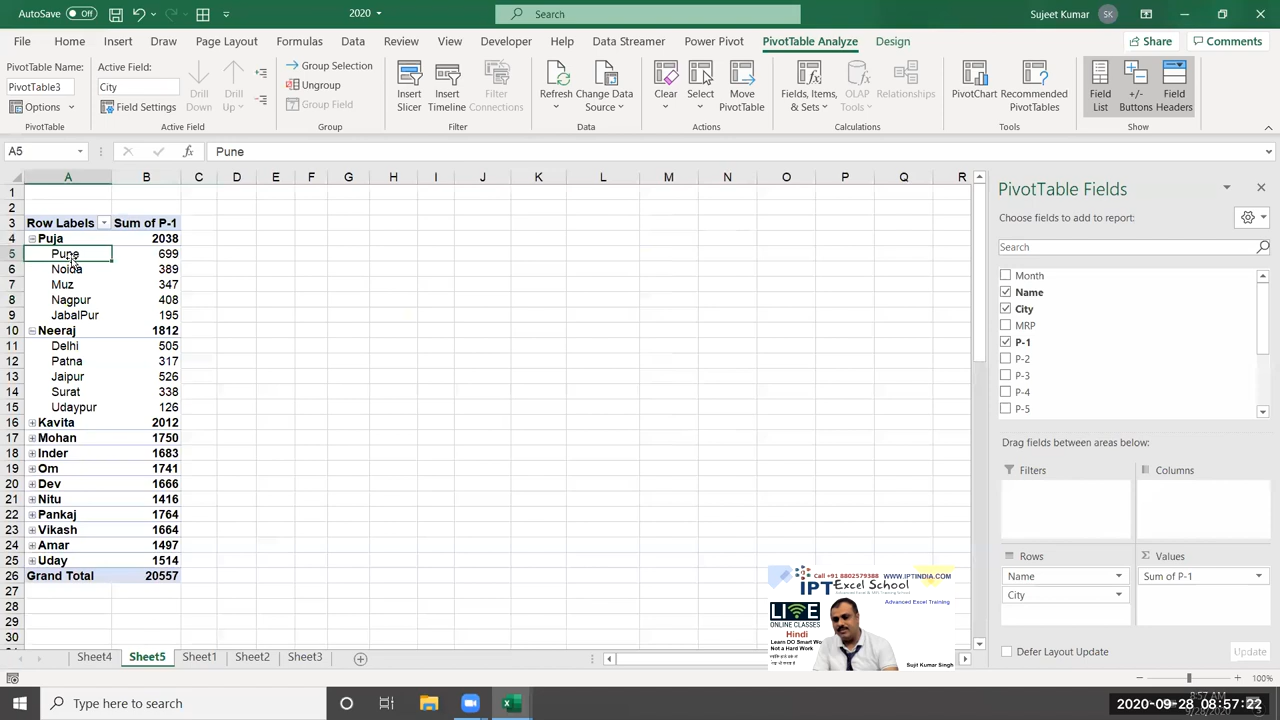 AutoSave Off 2020 Search Sujeet Kumar SK
File Home Insert Draw Page Layout Formulas Data Review View Developer Help Data Streamer Power Pivot PivotTable Analyze Design Share Comments
PivotTable Name:
PivotTable3
Options
PivotTable
Active Field:
City
Field Settings
Drill Down
Drill Up
Active Field
Group Selection
Ungroup
Group Field
Group
Insert Slicer
Insert Timeline
Filter Connections
Filter
Refresh
Change Data Source
Data
Clear
Select
Move PivotTable
Actions
Fields, Items, & Sets
OLAP Tools
Relationships
Calculations
PivotChart
Recommended PivotTables
Tools
Field List
+/- Buttons
Field Headers
Show
A5 fx Pune
A B C D E F G H I J K L M N O P Q R
1
2
3 Row Labels Sum of P-1
4 Puja 2038
5 Pune 699
6 Noida 389
7 Muz 347
8 Nagpur 408
9 JabalPur 195
10 Neeraj 1812
11 Delhi 505
12 Patna 317
13 Jaipur 526
14 Surat 338
15 Udaypur 126
16 Kavita 2012
17 Mohan 1750
18 Inder 1683
19 Om 1741
20 Dev 1666
21 Nitu 1416
22 Pankaj 1764
23 Vikash 1664
24 Amar 1497
25 Uday 1514
26 Grand Total 20557
27
28
29
30
PivotTable Fields
Choose fields to add to report:
Search
Month
Name
City
MRP
P-1
P-2
P-3
P-4
P-5
Drag fields between areas below:
Filters Columns
Rows Values
Name Sum of P-1
City
Defer Layout Update Update
Call +91 8802579388 WWW.IPTINDIA.COM
IPT Excel School
Advanced Excel Training
LIVE
ONLINE CLASSES
Hindi
Learn DO Smart Wo
Not a Hard Work
Sujit Kumar Singh
Sheet5 Sheet1 Sheet2 Sheet3
100%
Type here to search
2020-09-28 08:57:22